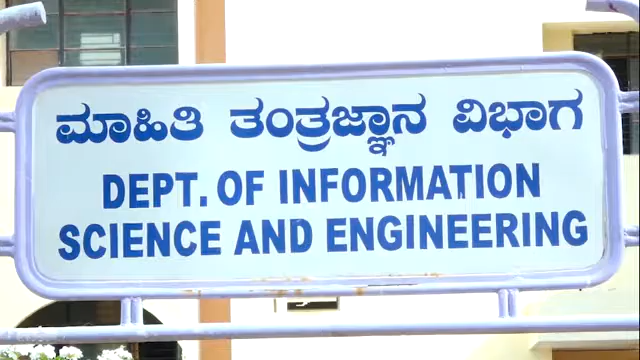 ಮಾಹಿತಿ ತಂತ್ರಜ್ಞಾನ ವಿಭಾಗ
DEPT. OF INFORMATION
SCIENCE AND ENGINEERING